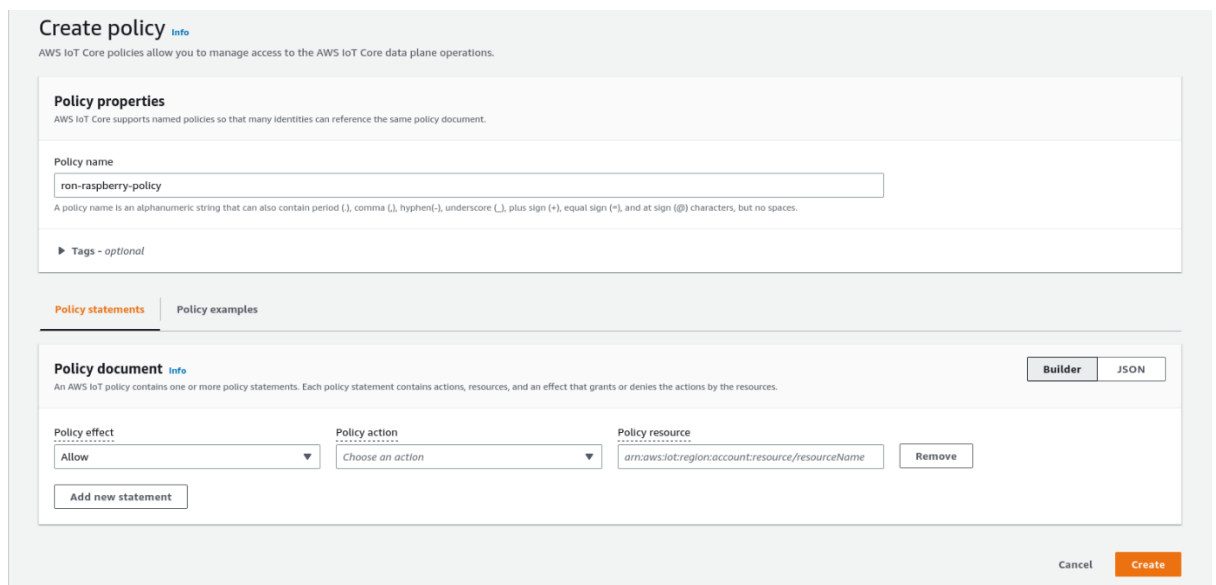 Create policy Info
AWS IoT Core policies allow you to manage access to the AWS IoT Core data plane operations.
Policy properties
AWS IoT Core supports named policies so that many identities can reference the same policy document.
Policy name
ron-raspberry-policy
A policy name is an alphanumeric string that can also contain period (.), comma (,), hyphen(-), underscore (_), plus sign (+), equal sign (=), and at sign (@) characters, but no spaces.
Tags - optional
Policy statements Policy examples
Policy document Info
Builder JSON
An AWS IoT policy contains one or more policy statements. Each policy statement contains actions, resources, and an effect that grants or denies the actions by the resources.
Policy effect Policy action Policy resource
Allow Choose an action arn:aws:iot:region:account:resource/resourceName Remove
Add new statement
Cancel Create